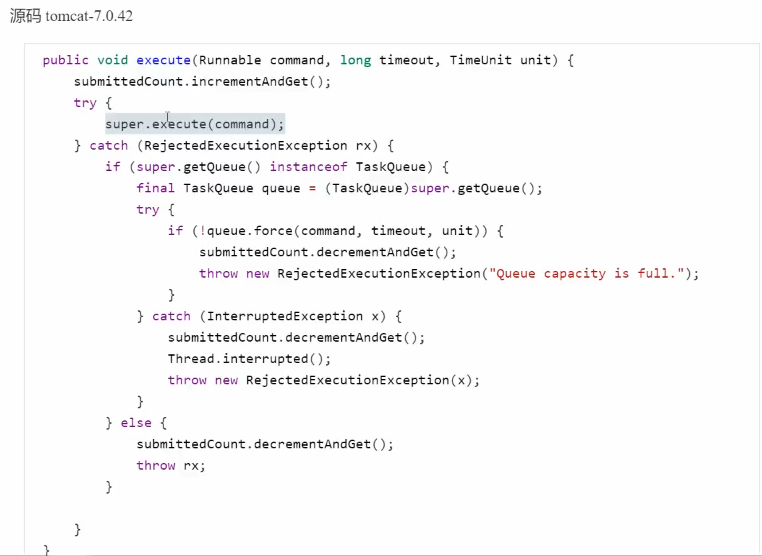 源码 tomcat-7.0.42
public void execute(Runnable command, long timeout, TimeUnit unit) {
    submittedCount.incrementAndGet();
    try {
        super.execute(command);
    } catch (RejectedExecutionException rx) {
        if (super.getQueue() instanceof TaskQueue) {
            final TaskQueue queue = (TaskQueue)super.getQueue();
            try {
                if (!queue.force(command, timeout, unit)) {
                    submittedCount.decrementAndGet();
                    throw new RejectedExecutionException("Queue capacity is full.");
                }
            } catch (InterruptedException x) {
                submittedCount.decrementAndGet();
                Thread.interrupted();
                throw new RejectedExecutionException(x);
            }
        } else {
            submittedCount.decrementAndGet();
            throw rx;
        }

    }
}